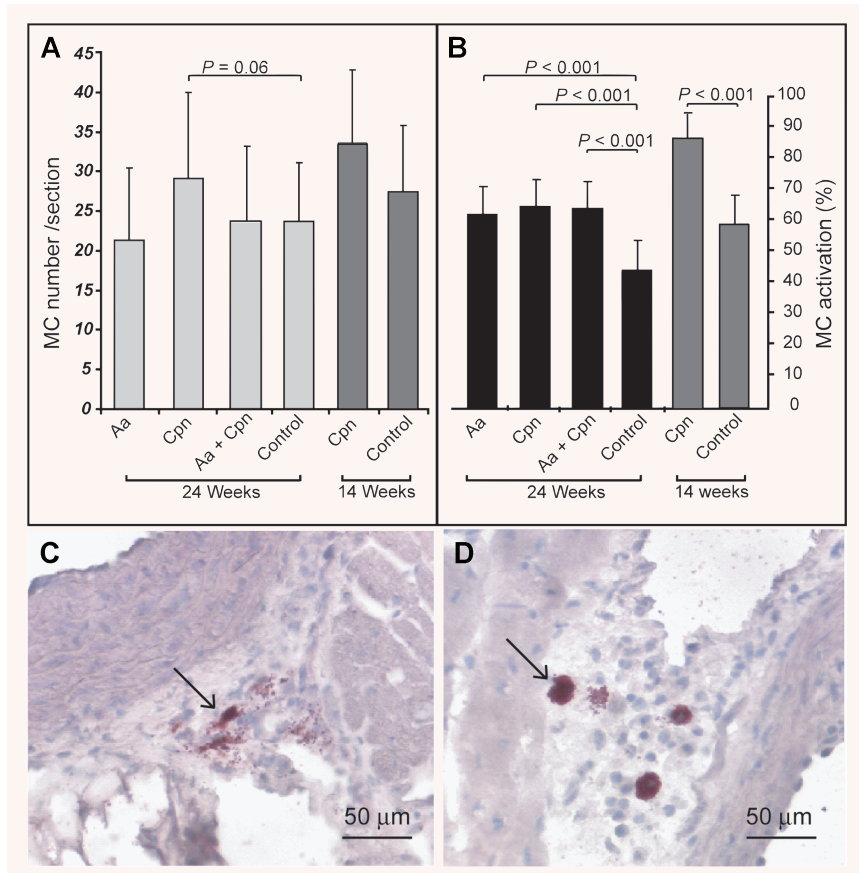 A
45
40
35
30
25
20
15
10
5
0
MC number /section
P = 0.06
Aa
Cpn
Aa + Cpn
Control
Cpn
Control
24 Weeks
14 Weeks
B
P < 0.001
P < 0.001
P < 0.001
P < 0.001
100
90
80
70
60
50
40
30
20
10
0
MC activation (%)
Aa
Cpn
Aa + Cpn
Control
Cpn
Control
24 Weeks
14 weeks
C
50 µm
D
50 µm